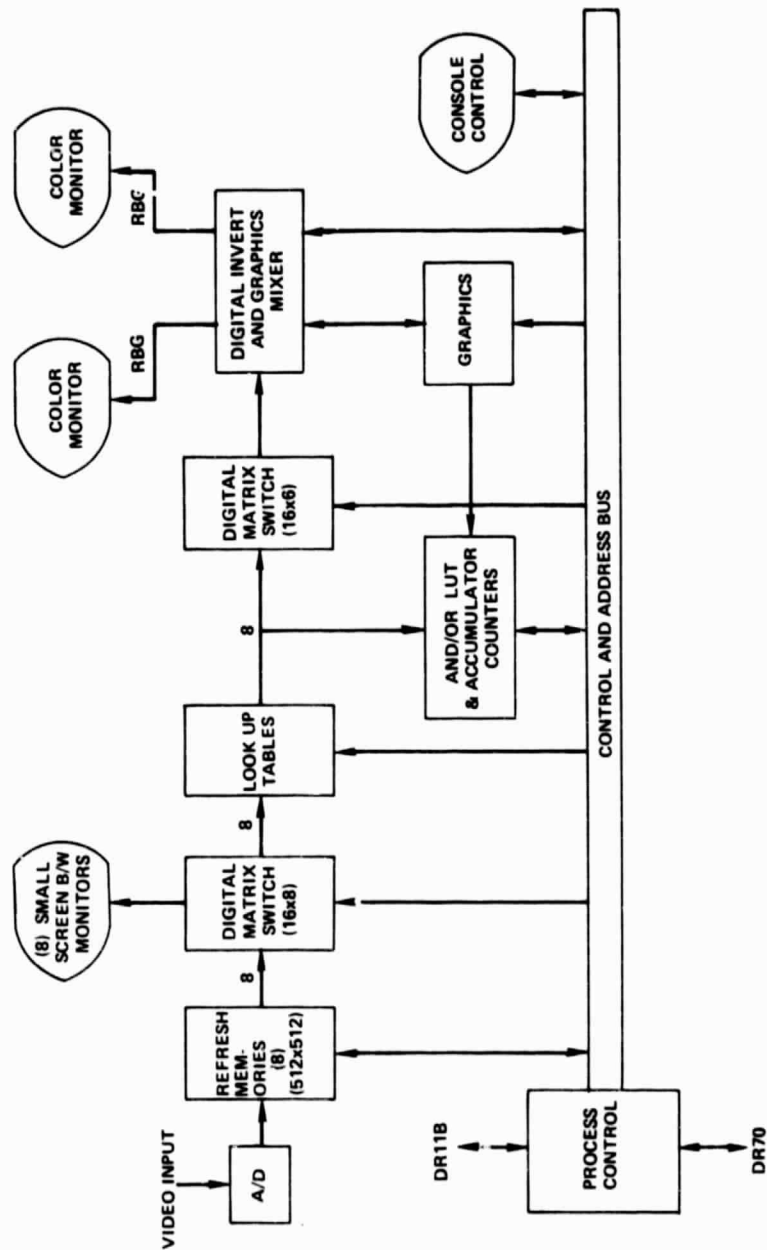 COLOR
MONITOR
COLOR
MONITOR
(8) SMALL
SCREEN B/W
MONITORS
RBG
RBG
VIDEO INPUT
A/D
REFRESH
MEM-
ORIES
(8)
(512x512)
8
DIGITAL
MATRIX
SWITCH
(16x8)
8
LOOK UP
TABLES
8
DIGITAL
MATRIX
SWITCH
(16x6)
DIGITAL INVERT
AND GRAPHICS
MIXER
AND/OR LUT
& ACCUMULATOR
COUNTERS
GRAPHICS
CONSOLE
CONTROL
DR11B
PROCESS
CONTROL
DR70
CONTROL AND ADDRESS BUS